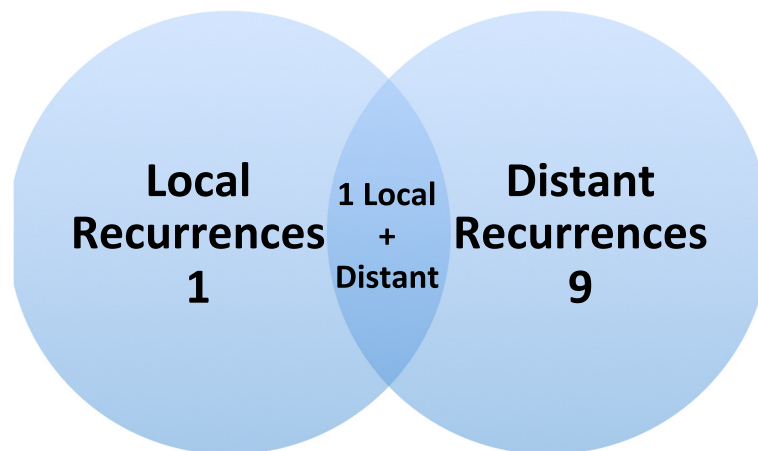 Local
Recurrences
1
1 Local
+
Distant
Distant
Recurrences
9